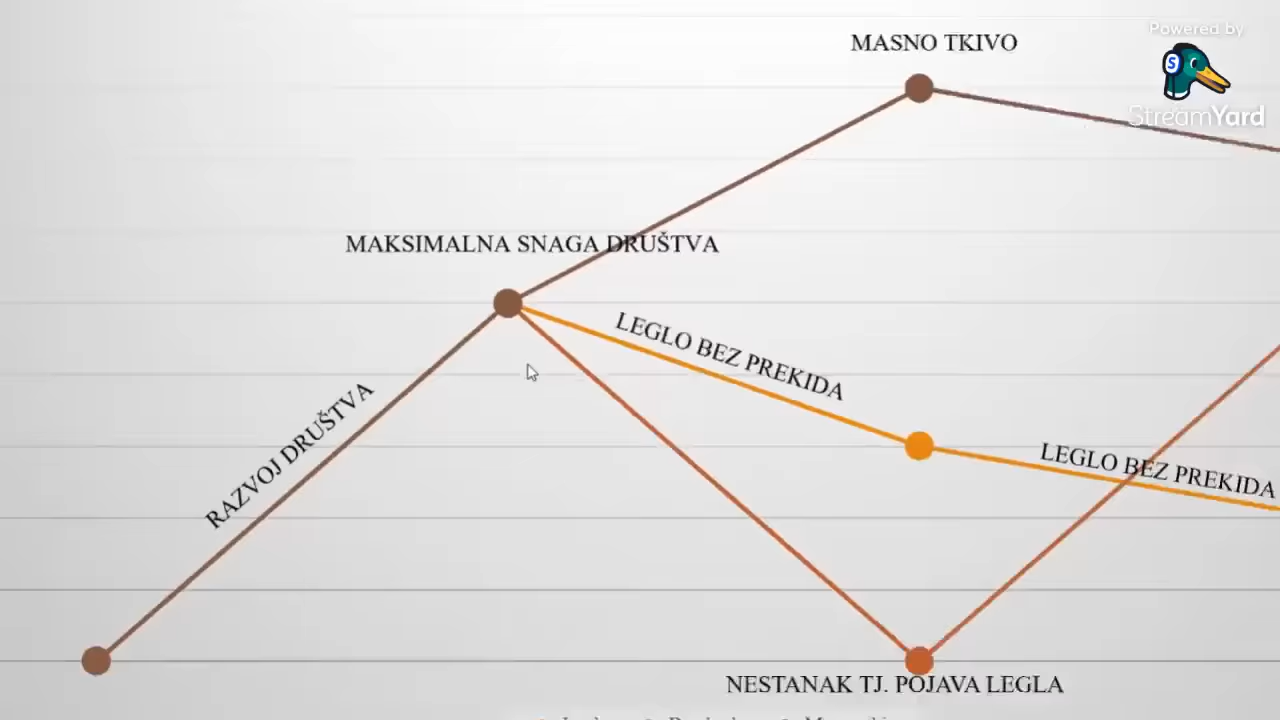 Powered by
StreamYard
MASNO TKIVO
MAKSIMALNA SNAGA DRUŠTVA
LEGLO BEZ PREKIDA
RAZVOJ DRUŠTVA
LEGLO BEZ PREKIDA
NESTANAK TJ. POJAVA LEGLA